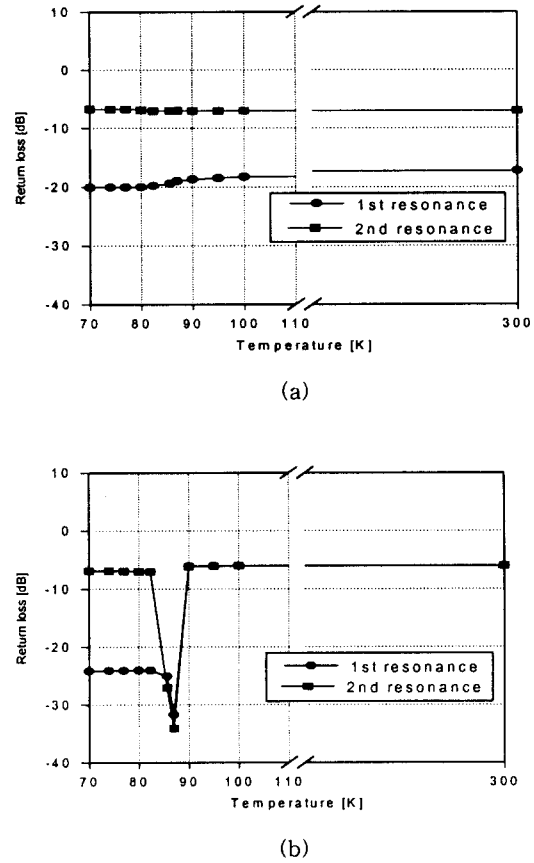 10
0
-10
-20
-30
-40
Return loss [dB]
1st resonance
2nd resonance
70 80 90 100 110 300
Temperature [K]
(a)
10
0
-10
-20
-30
-40
Return loss [dB]
1st resonance
2nd resonance
70 80 90 100 110 300
Temperature [K]
(b)